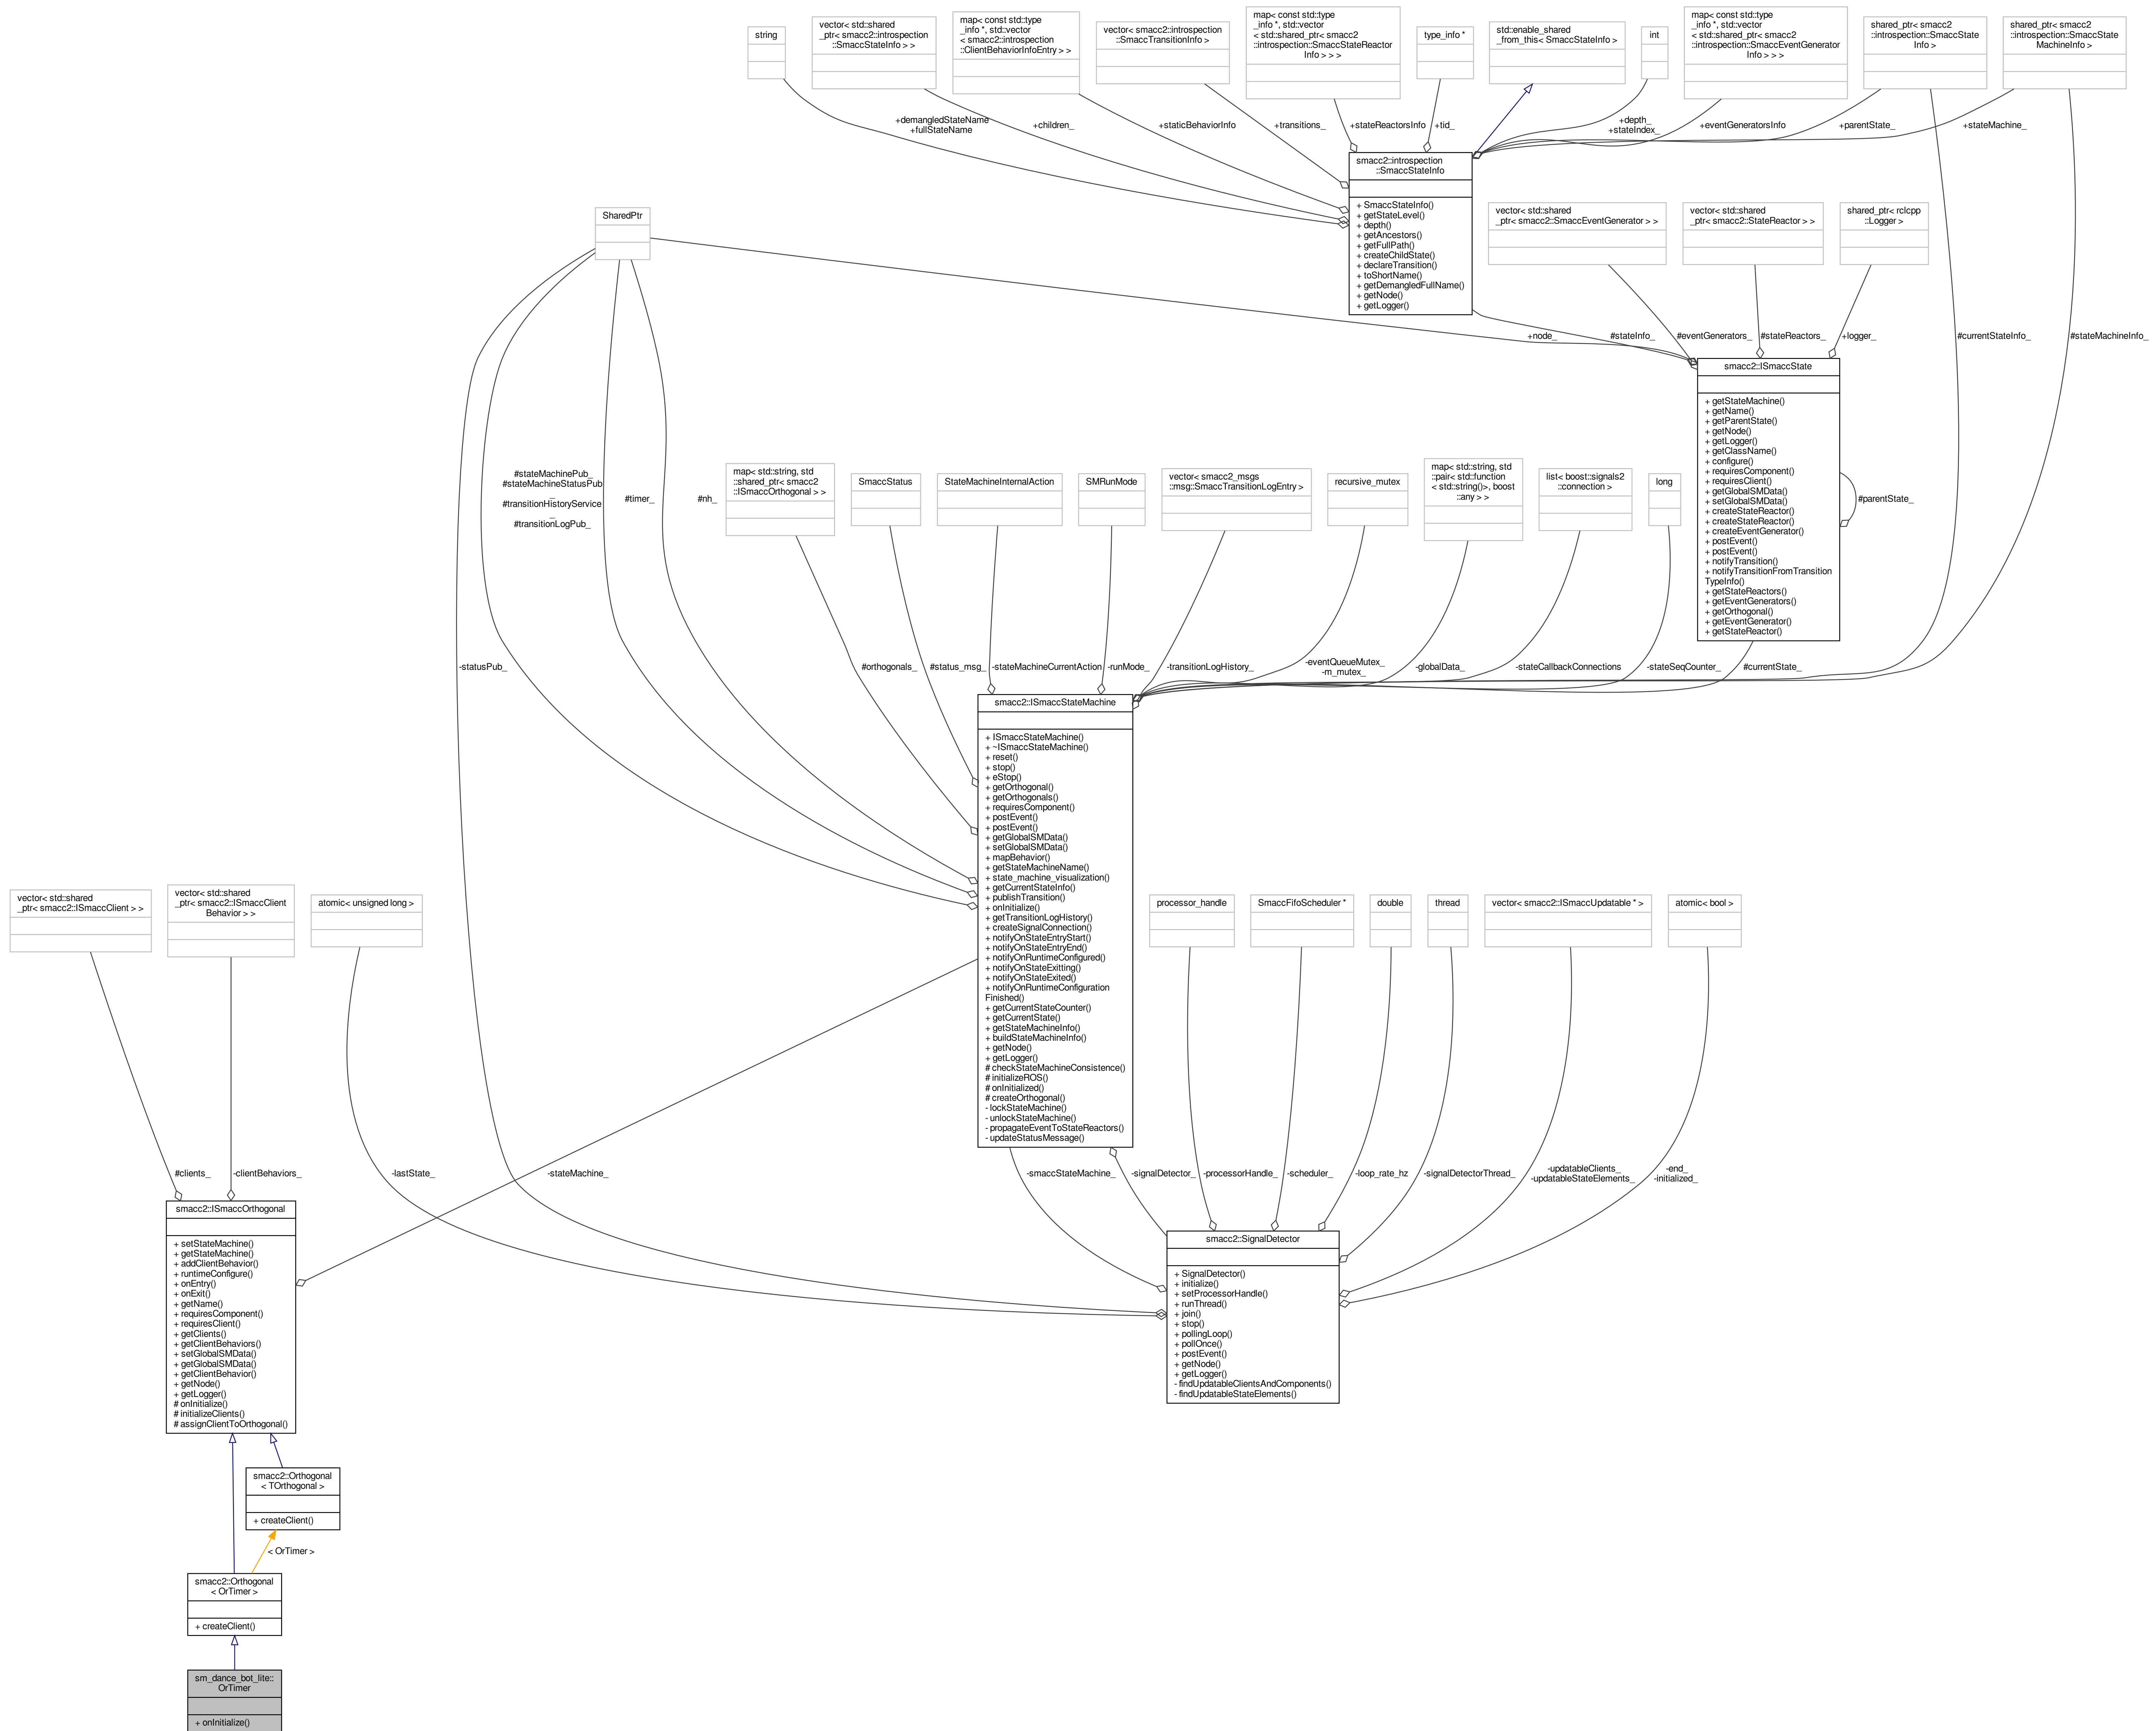 string
vector< std::shared
_ptr< smacc2::introspection
::SmaccStateInfo > >
map< const std::type
_info *, std::vector
< smacc2::introspection
::ClientBehaviorInfoEntry > >
vector< smacc2::introspection
::SmaccTransitionInfo >
map< const std::type
_info *, std::vector
< std::shared_ptr< smacc2
::introspection::SmaccStateReactor
Info > > >
type_info *
std::enable_shared
_from_this< SmaccStateInfo >
int
map< const std::type
_info *, std::vector
< std::shared_ptr< smacc2
::introspection::SmaccEventGenerator
Info > > >
shared_ptr< smacc2
::introspection::SmaccState
Info >
shared_ptr< smacc2
::introspection::SmaccState
MachineInfo >
+demangledStateName
+fullStateName
+children_
+staticBehaviorInfo
+transitions_
+stateReactorsInfo
+tid_
+depth_
+stateIndex_
+eventGeneratorsInfo
+parentState_
+stateMachine_
smacc2::introspection
::SmaccStateInfo
+ SmaccStateInfo()
+ getStateLevel()
+ depth()
+ getAncestors()
+ getFullPath()
+ createChildState()
+ declareTransition()
+ toShortName()
+ getDemangledFullName()
+ getNode()
+ getLogger()
SharedPtr
vector< std::shared
_ptr< smacc2::SmaccEventGenerator > >
vector< std::shared
_ptr< smacc2::StateReactor > >
shared_ptr< rclcpp
::Logger >
+node_
#stateInfo_
#eventGenerators_
#stateReactors_
+logger_
#currentStateInfo_
#stateMachineInfo_
smacc2::ISmaccState
+ getStateMachine()
+ getName()
+ getParentState()
+ getNode()
+ getLogger()
+ getClassName()
+ configure()
+ requiresComponent()
+ requiresClient()
+ getGlobalSMData()
+ setGlobalSMData()
+ createStateReactor()
+ createStateReactor()
+ createEventGenerator()
+ postEvent()
+ postEvent()
+ notifyTransition()
+ notifyTransitionFromTransition
TypeInfo()
+ getStateReactors()
+ getEventGenerators()
+ getOrthogonal()
+ getEventGenerator()
+ getStateReactor()
#parentState_
#stateMachinePub_
#stateMachineStatusPub
_
#transitionHistoryService
_
#transitionLogPub_
#timer_
#nh_
map< std::string, std
::shared_ptr< smacc2
::ISmaccOrthogonal > >
SmaccStatus
StateMachineInternalAction
SMRunMode
vector< smacc2_msgs
::msg::SmaccTransitionLogEntry >
recursive_mutex
map< std::string, std
::pair< std::function
< std::string()>, boost
::any > >
list< boost::signals2
::connection >
long
-statusPub_
#orthogonals_
#status_msg_
-stateMachineCurrentAction
-runMode_
-transitionLogHistory_
-eventQueueMutex_
-m_mutex_
-globalData_
-stateCallbackConnections
-stateSeqCounter_
#currentState_
smacc2::ISmaccStateMachine
+ ISmaccStateMachine()
+ ~ISmaccStateMachine()
+ reset()
+ stop()
+ eStop()
+ getOrthogonal()
+ getOrthogonals()
+ requiresComponent()
+ postEvent()
+ postEvent()
+ getGlobalSMData()
+ setGlobalSMData()
+ mapBehavior()
+ getStateMachineName()
+ state_machine_visualization()
+ getCurrentStateInfo()
+ publishTransition()
+ onInitialize()
+ getTransitionLogHistory()
+ createSignalConnection()
+ notifyOnStateEntryStart()
+ notifyOnStateEntryEnd()
+ notifyOnRuntimeConfigured()
+ notifyOnStateExitting()
+ notifyOnStateExited()
+ notifyOnRuntimeConfiguration
Finished()
+ getCurrentStateCounter()
+ getCurrentState()
+ getStateMachineInfo()
+ buildStateMachineInfo()
+ getNode()
+ getLogger()
# checkStateMachineConsistence()
# initializeROS()
# onInitialized()
# createOrthogonal()
- lockStateMachine()
- unlockStateMachine()
- propagateEventToStateReactors()
- updateStatusMessage()
vector< std::shared
_ptr< smacc2::ISmaccClient > >
vector< std::shared
_ptr< smacc2::ISmaccClient
Behavior > >
atomic< unsigned long >
processor_handle
SmaccFifoScheduler *
double
thread
vector< smacc2::ISmaccUpdatable * >
atomic< bool >
#clients_
-clientBehaviors_
-lastState_
-stateMachine_
-smaccStateMachine_
-signalDetector_
-processorHandle_
-scheduler_
-loop_rate_hz
-signalDetectorThread_
-updatableClients_
-updatableStateElements_
-end_
-initialized_
smacc2::ISmaccOrthogonal
+ setStateMachine()
+ getStateMachine()
+ addClientBehavior()
+ runtimeConfigure()
+ onEntry()
+ onExit()
+ getName()
+ requiresComponent()
+ requiresClient()
+ getClients()
+ getClientBehaviors()
+ setGlobalSMData()
+ getGlobalSMData()
+ getClientBehavior()
+ getNode()
+ getLogger()
# onInitialize()
# initializeClients()
# assignClientToOrthogonal()
smacc2::SignalDetector
+ SignalDetector()
+ initialize()
+ setProcessorHandle()
+ runThread()
+ join()
+ stop()
+ pollingLoop()
+ pollOnce()
+ postEvent()
+ getNode()
+ getLogger()
- findUpdatableClientsAndComponents()
- findUpdatableStateElements()
smacc2::Orthogonal
< TOrthogonal >
+ createClient()
< OrTimer >
smacc2::Orthogonal
< OrTimer >
+ createClient()
sm_dance_bot_lite::
OrTimer
+ onInitialize()